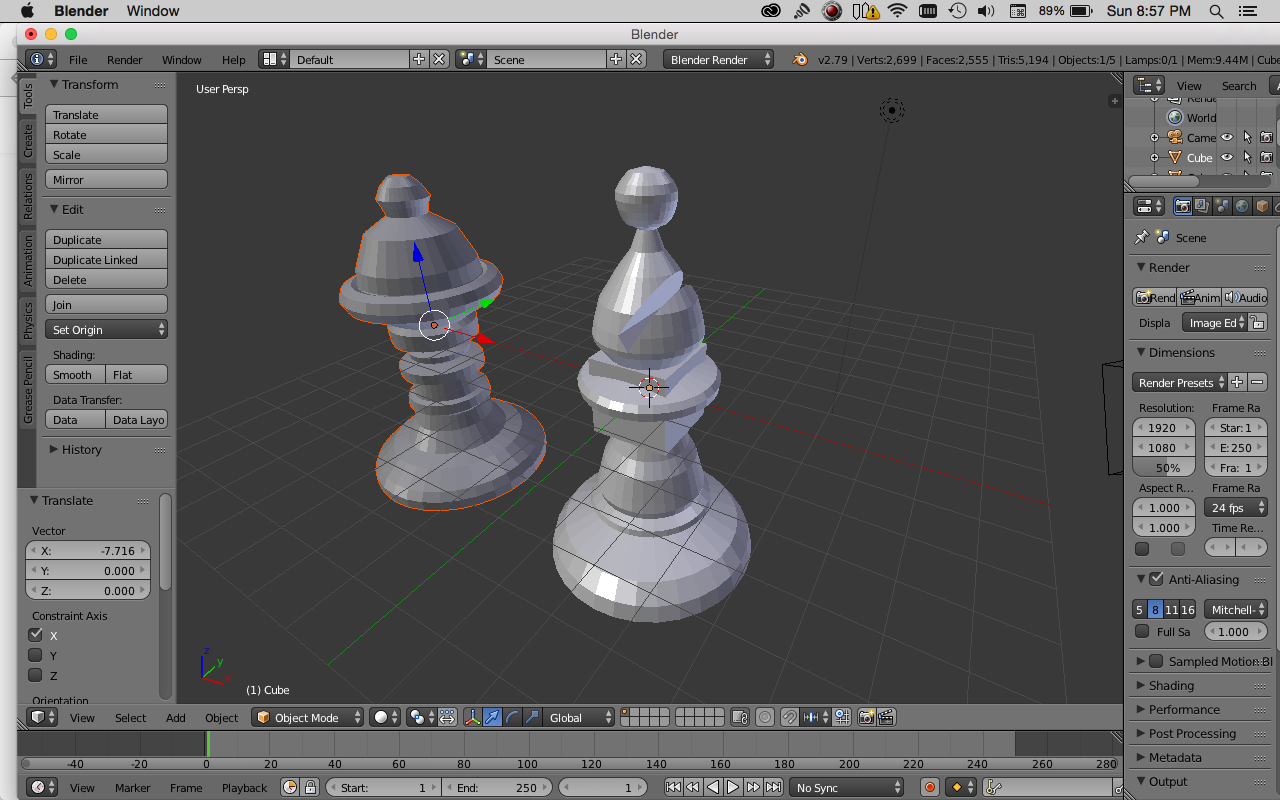 Blender Window 89% Sun 8:57 PM
Blender
File Render Window Help Default Scene Blender Render v2.79 | Verts:2,699 | Faces:2,555 | Tris:5,194 | Objects:1/5 | Lamps:0/1 | Mem:9.44M | Cube
Tools
Create
Relations
Animation
Physics
Grease Pencil
Transform
Translate
Rotate
Scale
Mirror
Edit
Duplicate
Duplicate Linked
Delete
Join
Set Origin
Shading:
Smooth Flat
Data Transfer:
Data Data Layo
History
Translate
Vector
X: -7.716
Y: 0.000
Z: 0.000
Constraint Axis
X
Y
Z
Orientation
User Persp
z
y
x
(1) Cube
View Select Add Object Object Mode Global
-40 -20 0 20 40 60 80 100 120 140 160 180 200 220 240 260 280
View Marker Frame Playback Start: 1 End: 250 1 No Sync
View Search
World
Came
Cube
Scene
Render
Rend Anim Audio
Displa Image Ed
Dimensions
Render Presets
Resolution: Frame Ra
1920 Star: 1
1080 E: 250
50% Fra: 1
Aspect R... Frame Ra
1.000 24 fps
1.000 Time Re...
Anti-Aliasing
5 8 11 16 Mitchell-
Full Sa 1.000
Sampled Motion Bl
Shading
Performance
Post Processing
Metadata
Output